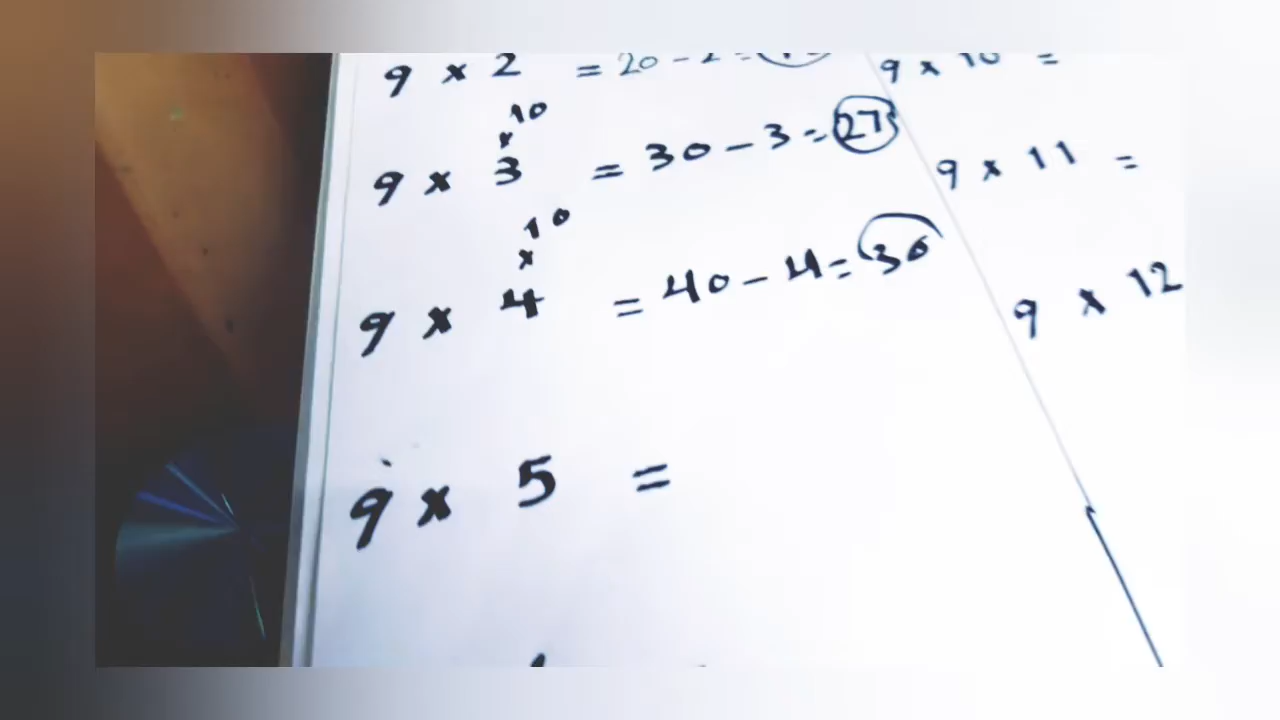 9 × 2 = 20 - 2 =
10
×
9 × 3 = 30 - 3 = 27
10
×
9 × 4 = 40 - 4 = 36
9 × 5 =
9 × 10 =
9 × 11 =
9 × 12